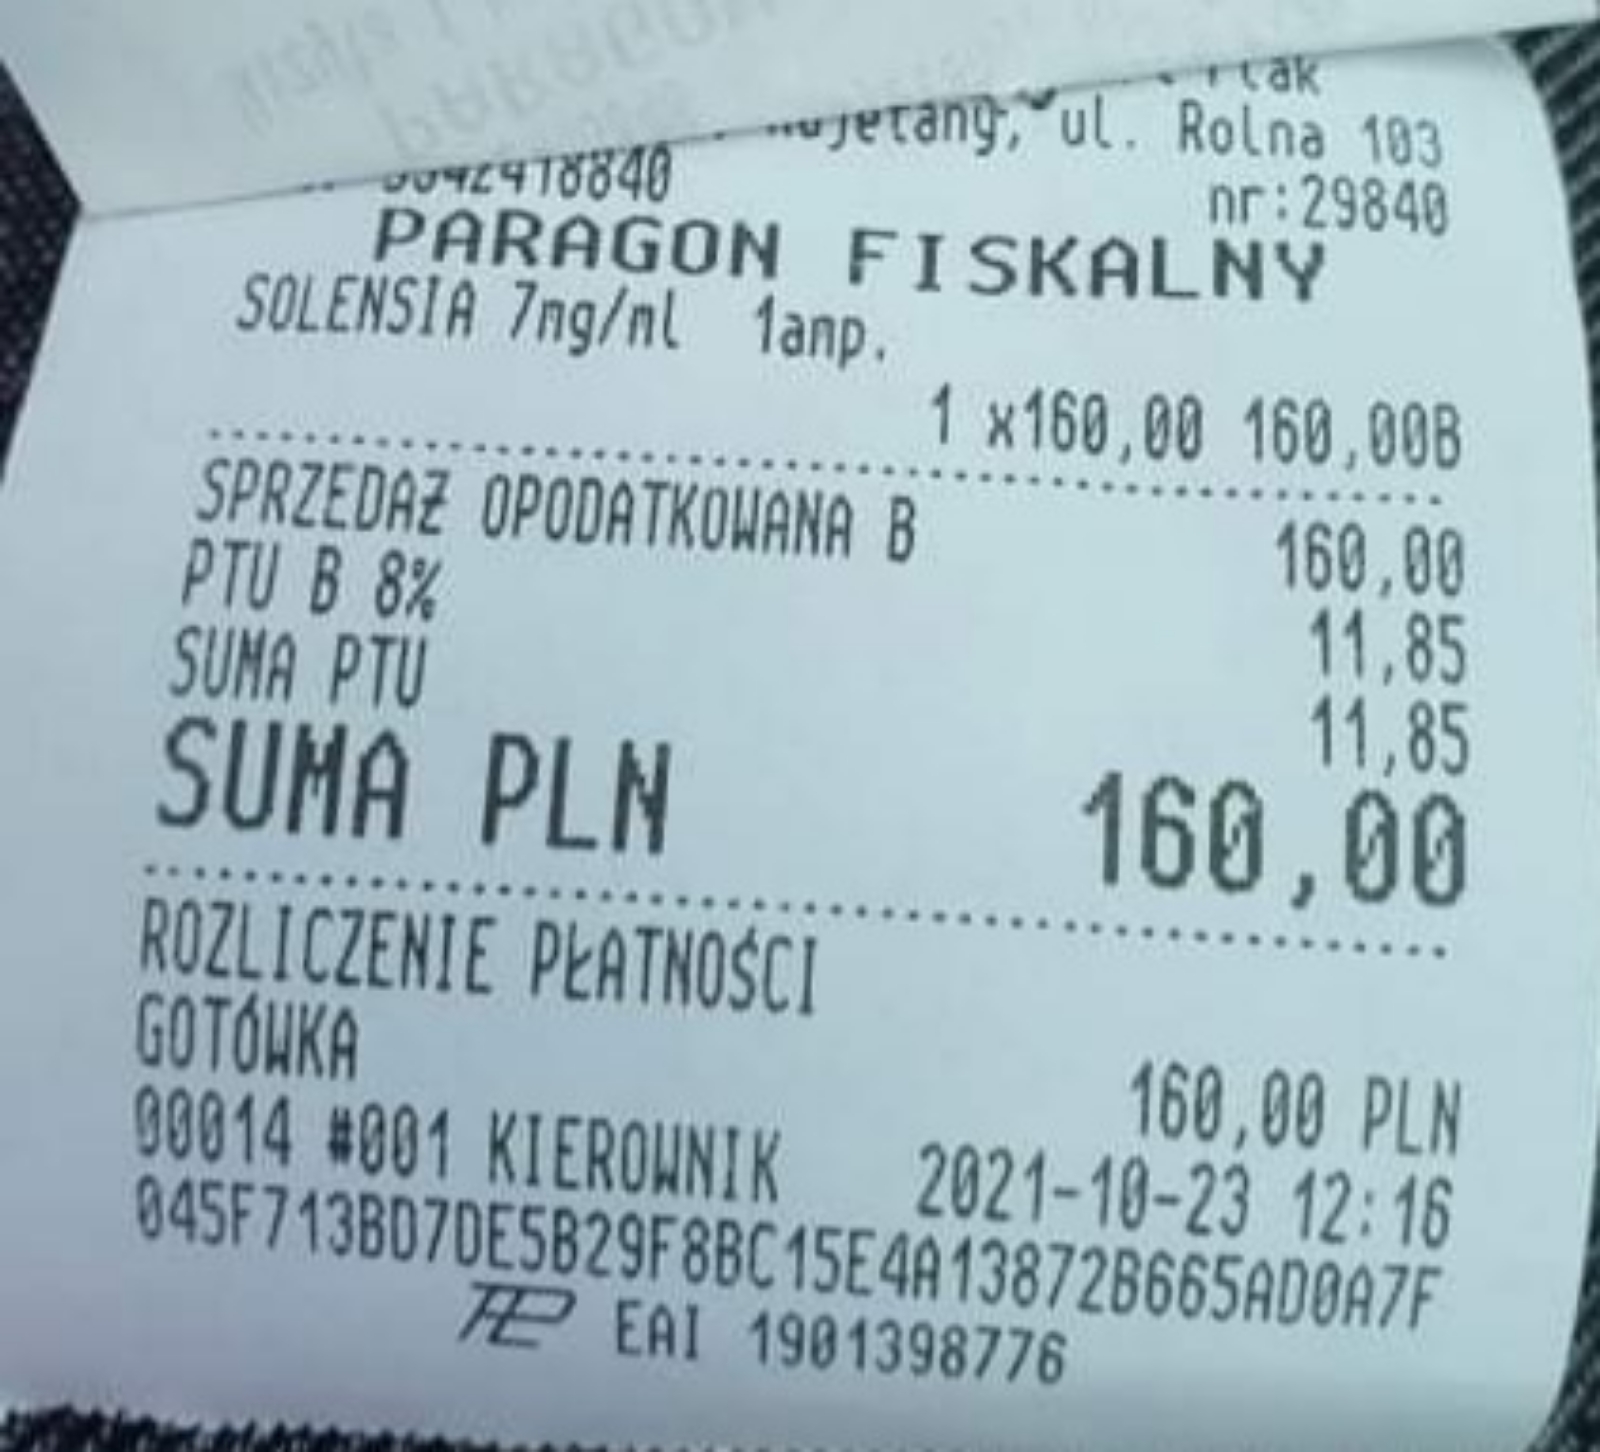 ul. Rolna 103
nr:29840
PARAGON FISKALNY
SOLENSIA 7mg/ml 1amp.
1 x160,00 160,00B
SPRZEDAŻ OPODATKOWANA B 160,00
PTU B 8% 11,85
SUMA PTU 11,85
SUMA PLN 160,00
ROZLICZENIE PŁATNOŚCI
GOTÓWKA 160,00 PLN
00014 #001 KIEROWNIK 2021-10-23 12:16
045F713BD7DE5B29F8BC15E4A13872B665AD0A7F
EAI 1901398776